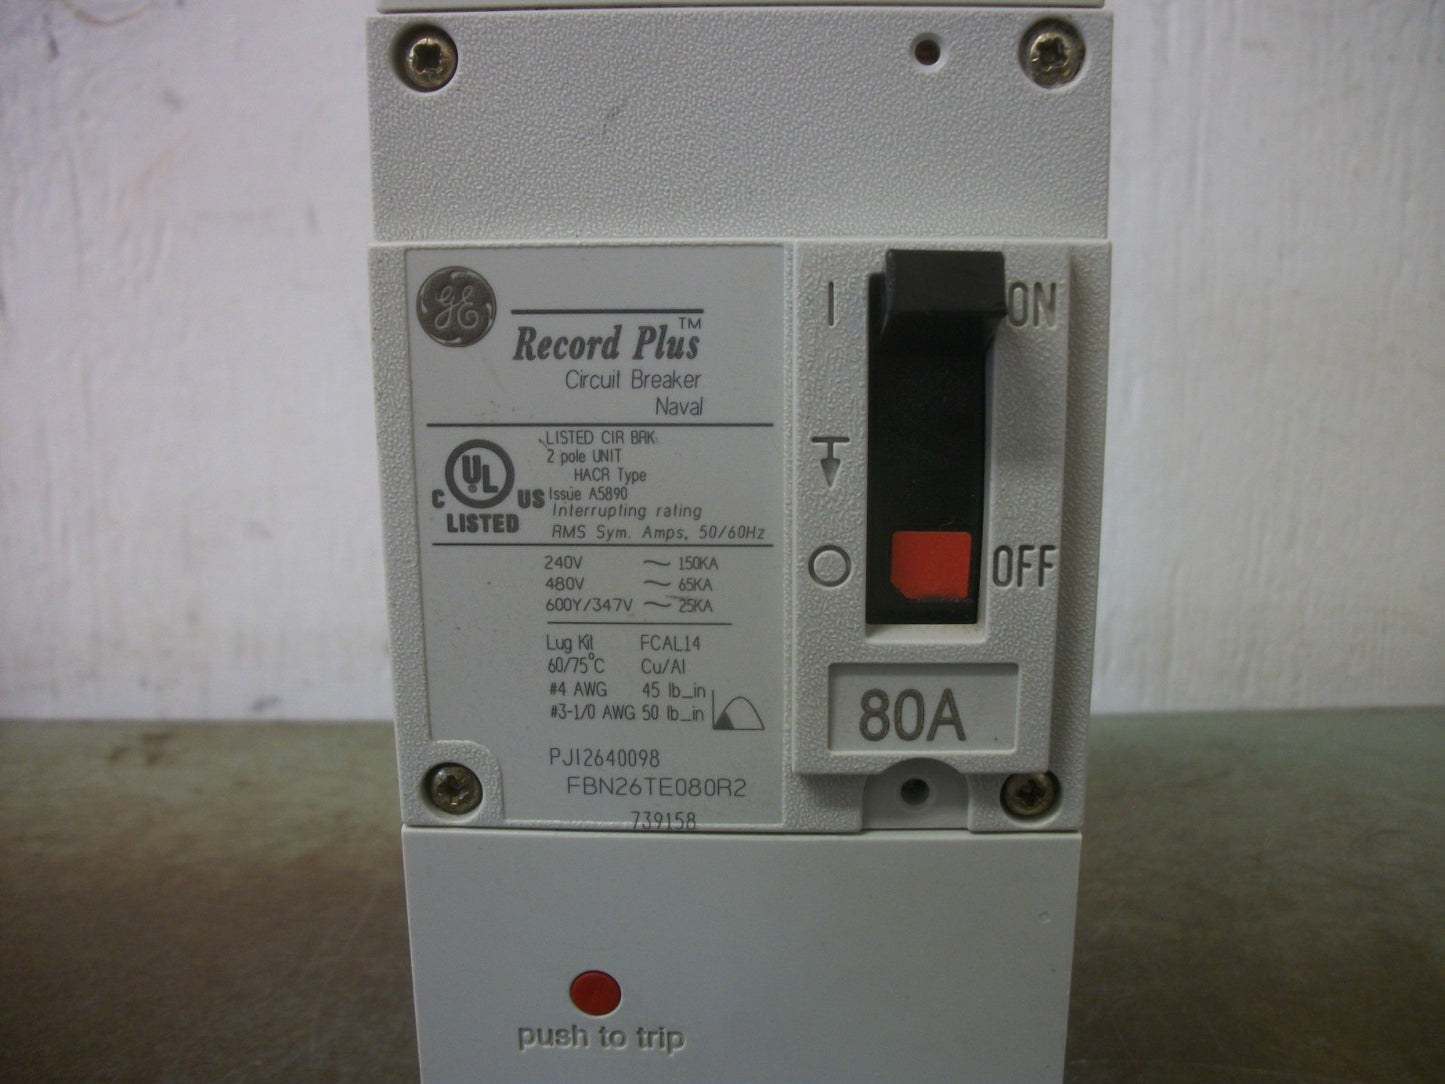 GE
Record Plus™
Circuit Breaker
Naval
LISTED CIR BRK
2 pole UNIT
HACR Type
Issue A5890
Interrupting rating
RMS Sym. Amps, 50/60Hz
C UL ® US
LISTED
240V ~ 150KA
480V ~ 65KA
600Y/347V ~ 25KA
Lug Kit FCAL14
60/75°C Cu/Al
#4 AWG 45 lb_in
#3-1/0 AWG 50 lb_in
PJ12640098
FBN26TE080R2
739158
I ON
O OFF
80A
push to trip